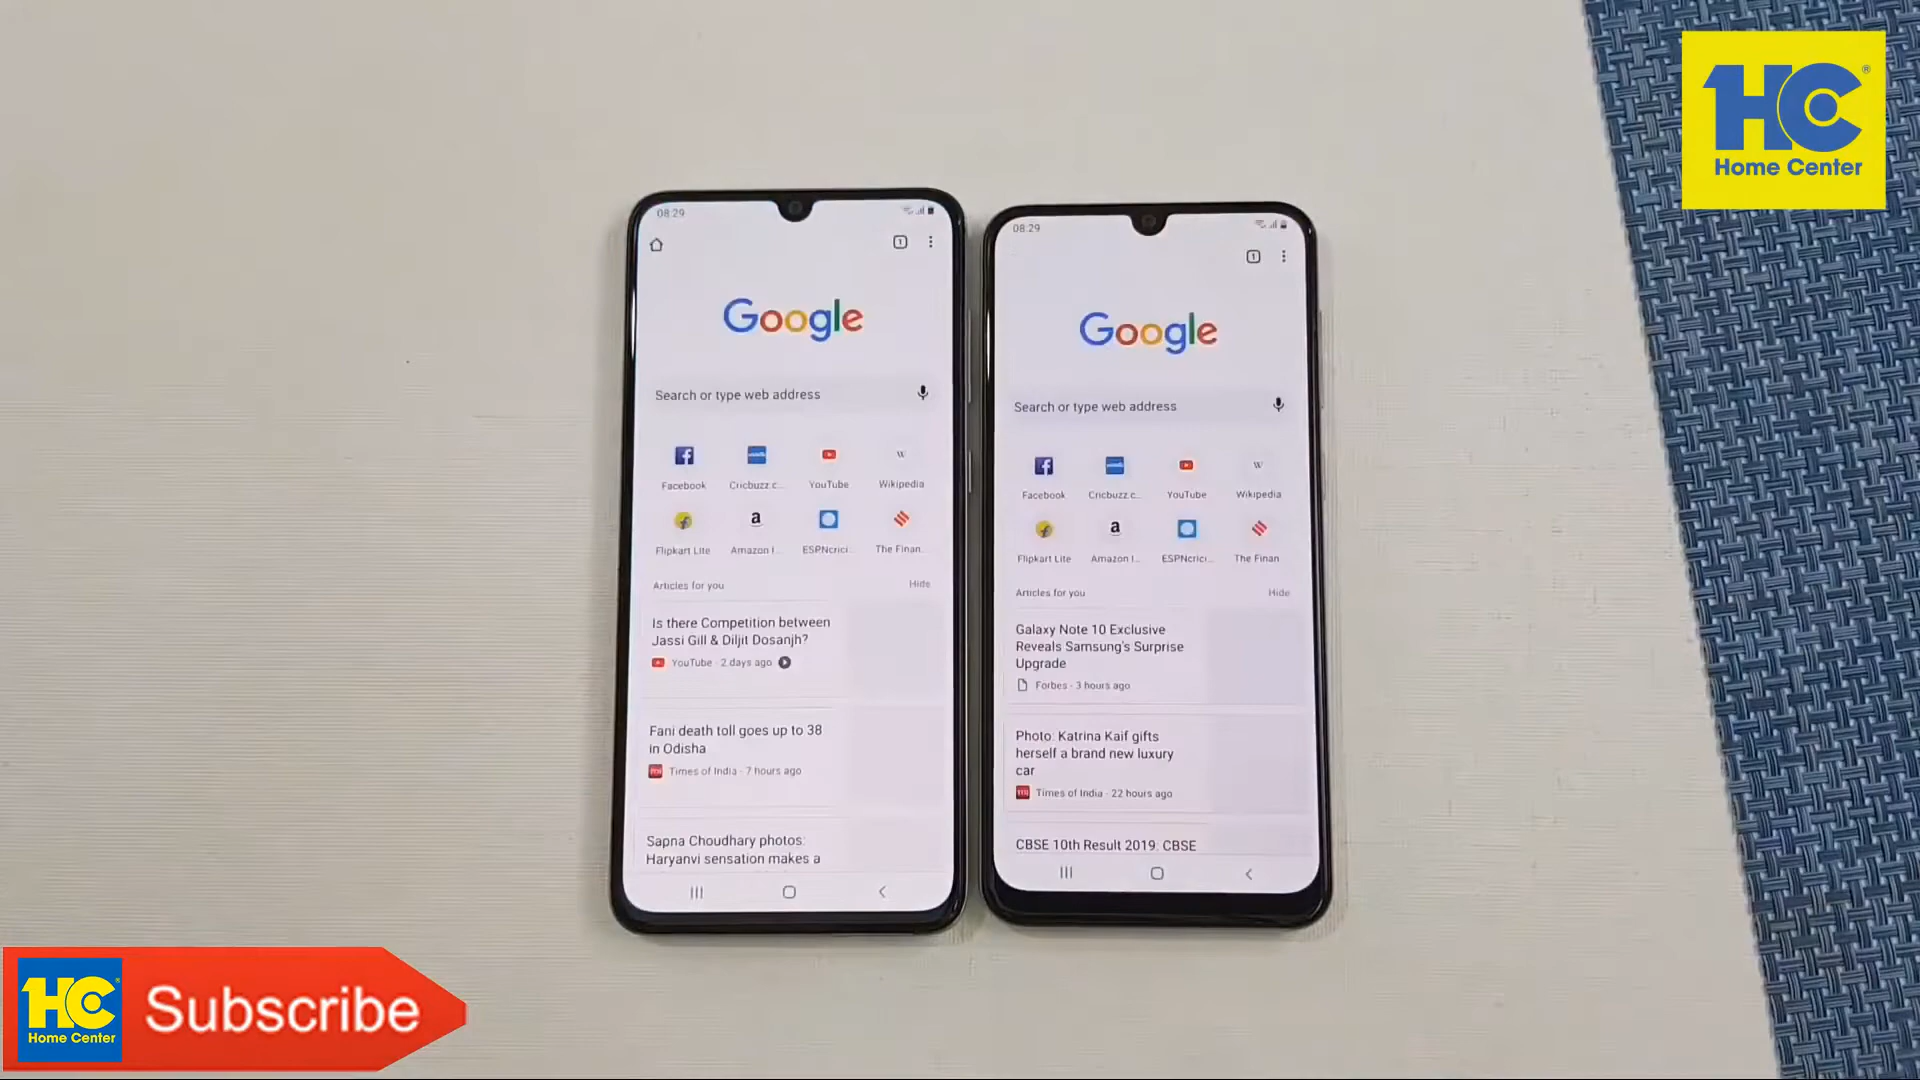 HC
Home Center
08:29
1
Google
Search or type web address
Facebook
Cricbuzz.c...
YouTube
Wikipedia
Flipkart Lite
Amazon I...
ESPNcrici...
The Finan...
Articles for you
Hide
Is there Competition between
Jassi Gill & Diljit Dosanjh?
YouTube - 2 days ago
Fani death toll goes up to 38
in Odisha
Times of India - 7 hours ago
Sapna Choudhary photos:
Haryanvi sensation makes a
08:29
1
Google
Search or type web address
Facebook
Cricbuzz.c...
YouTube
Wikipedia
Flipkart Lite
Amazon I...
ESPNcrici...
The Finan
Articles for you
Hide
Galaxy Note 10 Exclusive
Reveals Samsung's Surprise
Upgrade
Forbes - 3 hours ago
Photo: Katrina Kaif gifts
herself a brand new luxury
car
Times of India - 22 hours ago
CBSE 10th Result 2019: CBSE
HC
Home Center
Subscribe